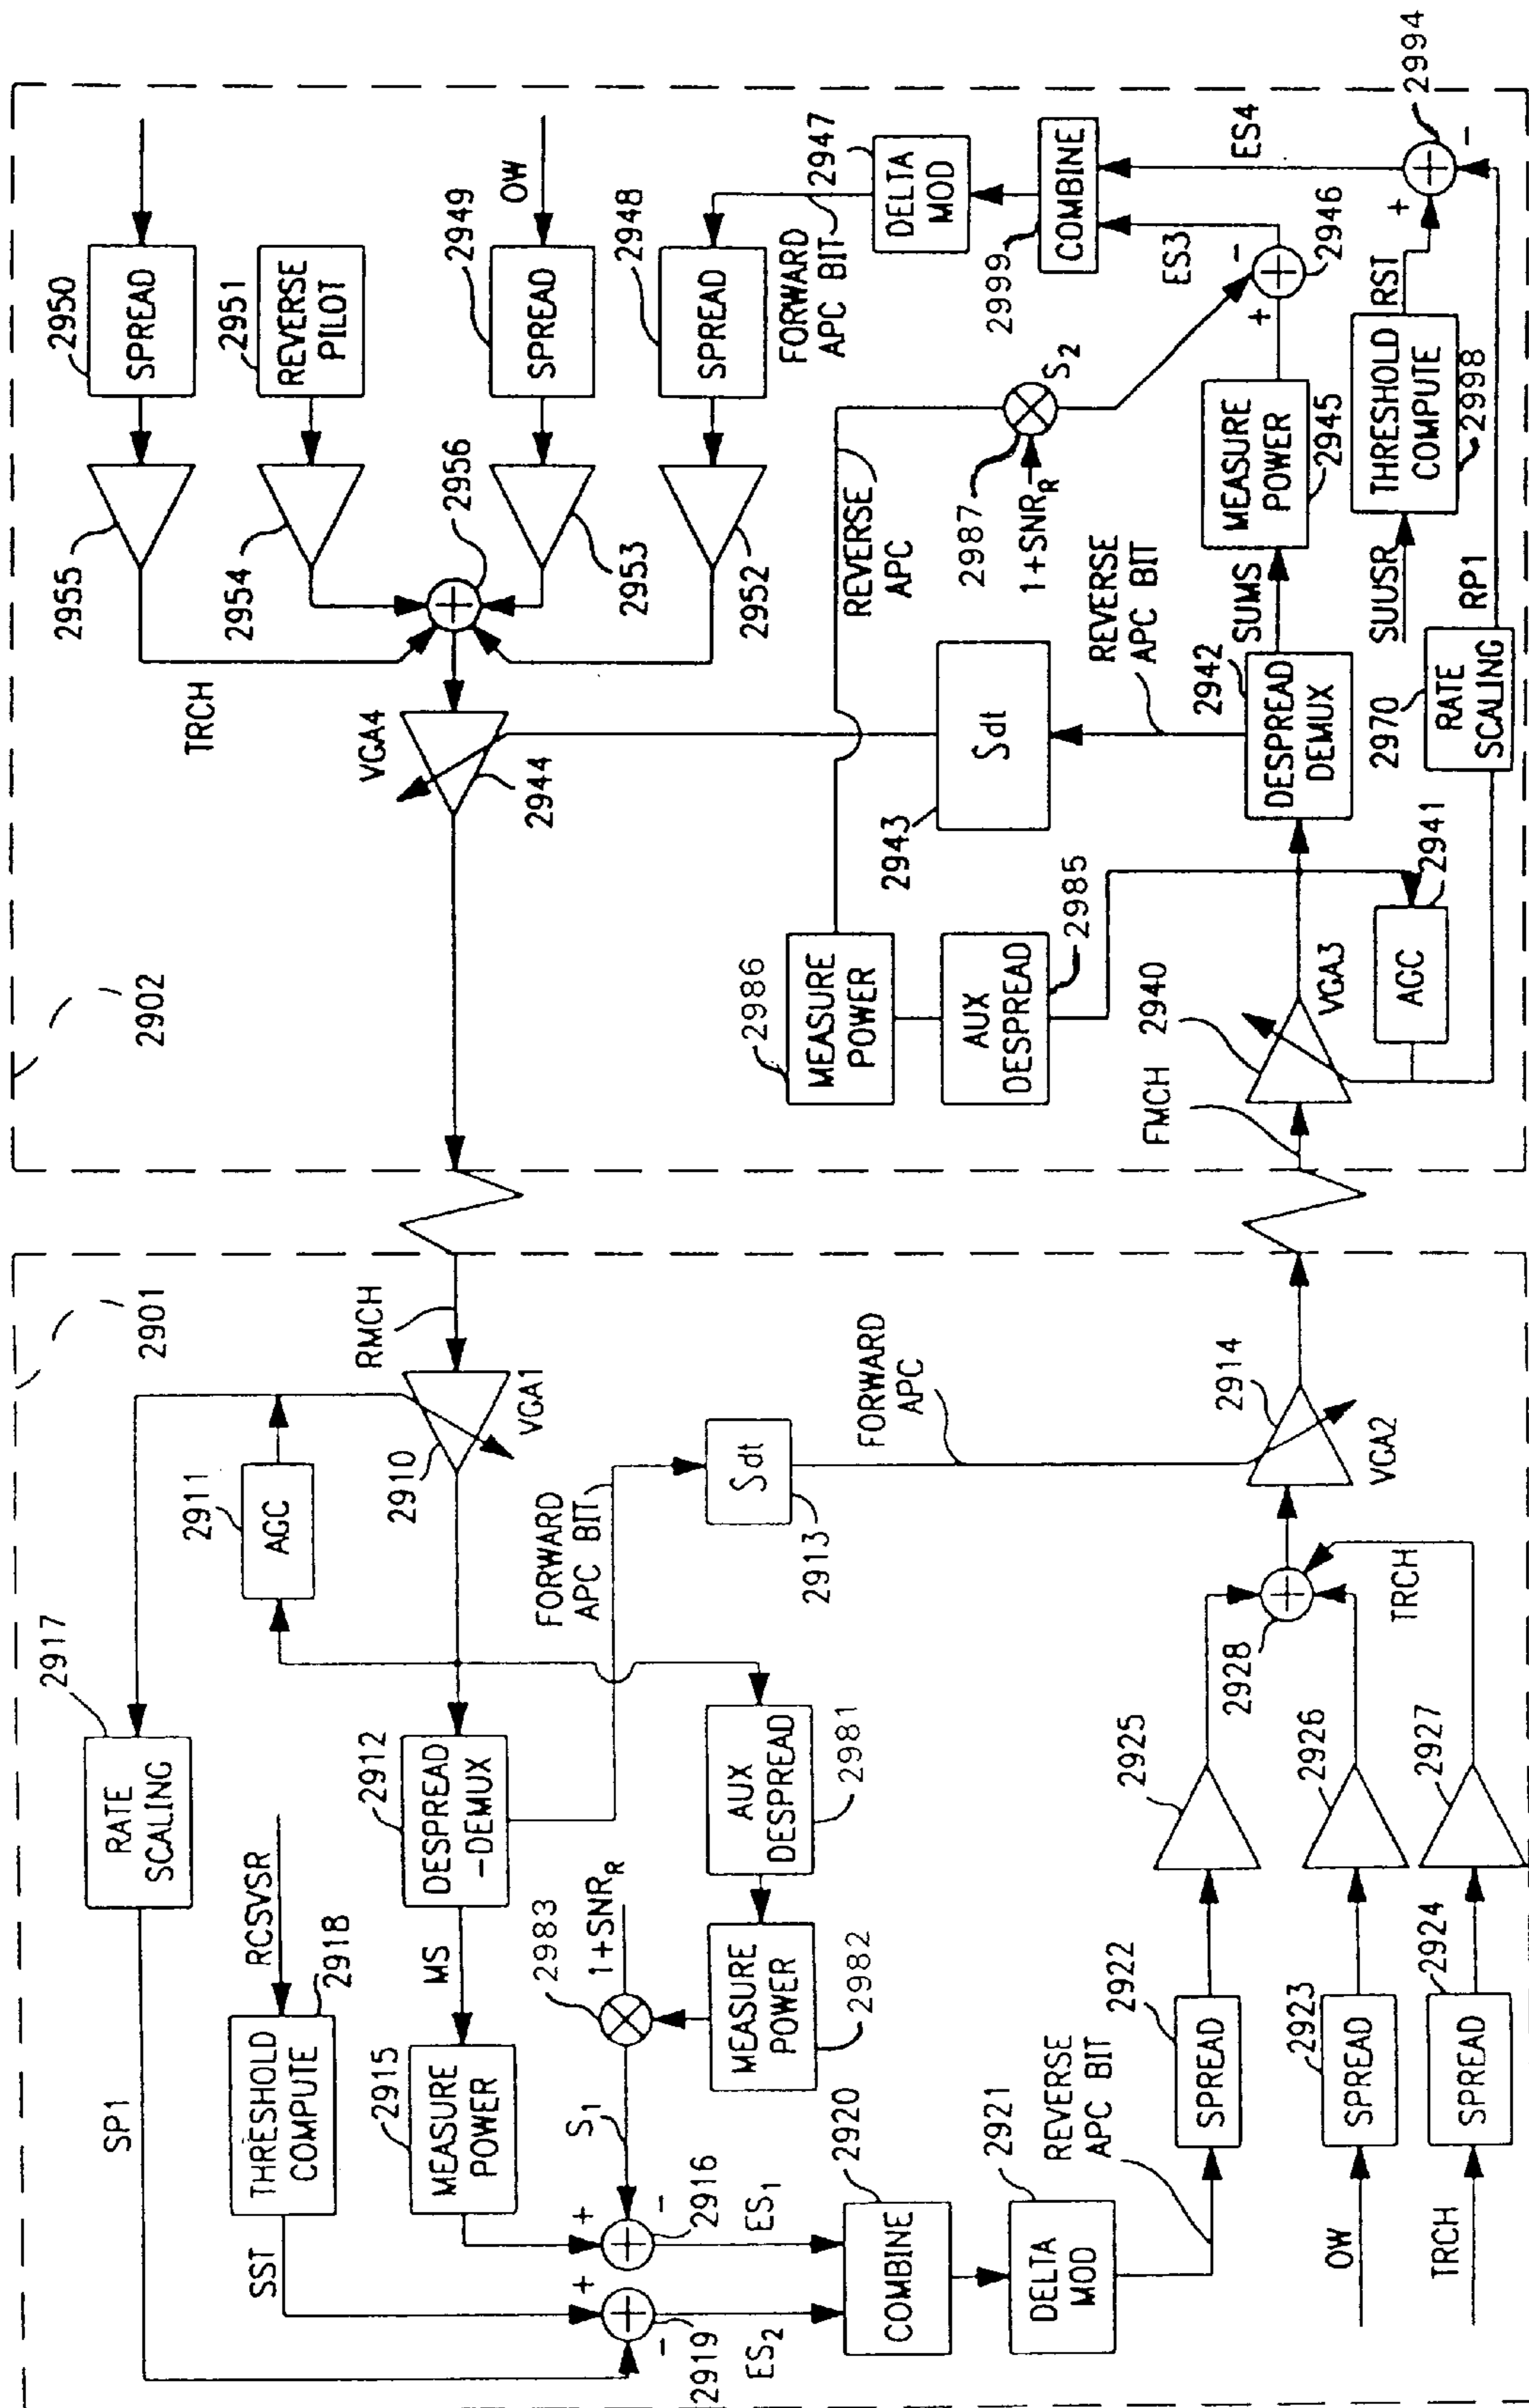 2901
2917
RATE
SCALING
SP1
2911
AGC
RMCH
2910
VGA1
RCSVSR
THRESHOLD
COMPUTE
2918
SST
2912
DESPREAD
-DEMUX
MS
2915
MEASURE
POWER
FORWARD
APC BIT
∫dt
2913
FORWARD
APC
AUX
DESPREAD
2981
MEASURE
POWER
2982
2983
1+SNR_R
S_1
+
-
2916
ES_1
+
-
2919
ES_2
2920
COMBINE
2921
DELTA
MOD
REVERSE
APC BIT
2922
SPREAD
2923
SPREAD
2924
SPREAD
OW
TRCH
2925
2926
2927
2928
TRCH
2914
VGA2
2902
2950
SPREAD
2951
REVERSE
PILOT
2949
SPREAD
OW
2948
SPREAD
FORWARD
APC BIT
2947
DELTA
MOD
2955
2954
2956
2953
2952
TRCH
VGA4
2944
∫dt
2943
REVERSE
APC
2987
1+SNR_R
S_2
2999
COMBINE
ES3
ES4
2994
+
-
+
-
2946
2986
MEASURE
POWER
AUX
DESPREAD
2985
REVERSE
APC BIT
2942
DESPREAD
DEMUX
SUMS
MEASURE
POWER
2945
SUUSR
THRESHOLD
COMPUTE
2998
RST
FMCH
2940
VGA3
AGC
2941
2970
RATE
SCALING
RP1